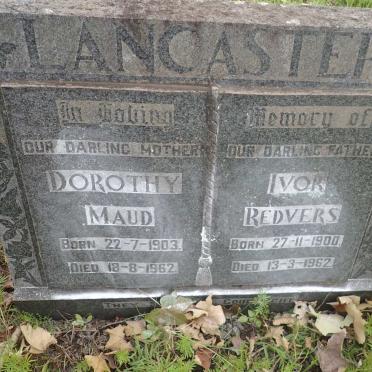 LANCASTER
In Loving Memory of
OUR DARLING MOTHER
DOROTHY
MAUD
BORN 22-7-1903.
DIED 18-8-1962.
OUR DARLING FATHER
IVOR
REDVERS
BORN 27-11-1900.
DIED 13-3-1962.